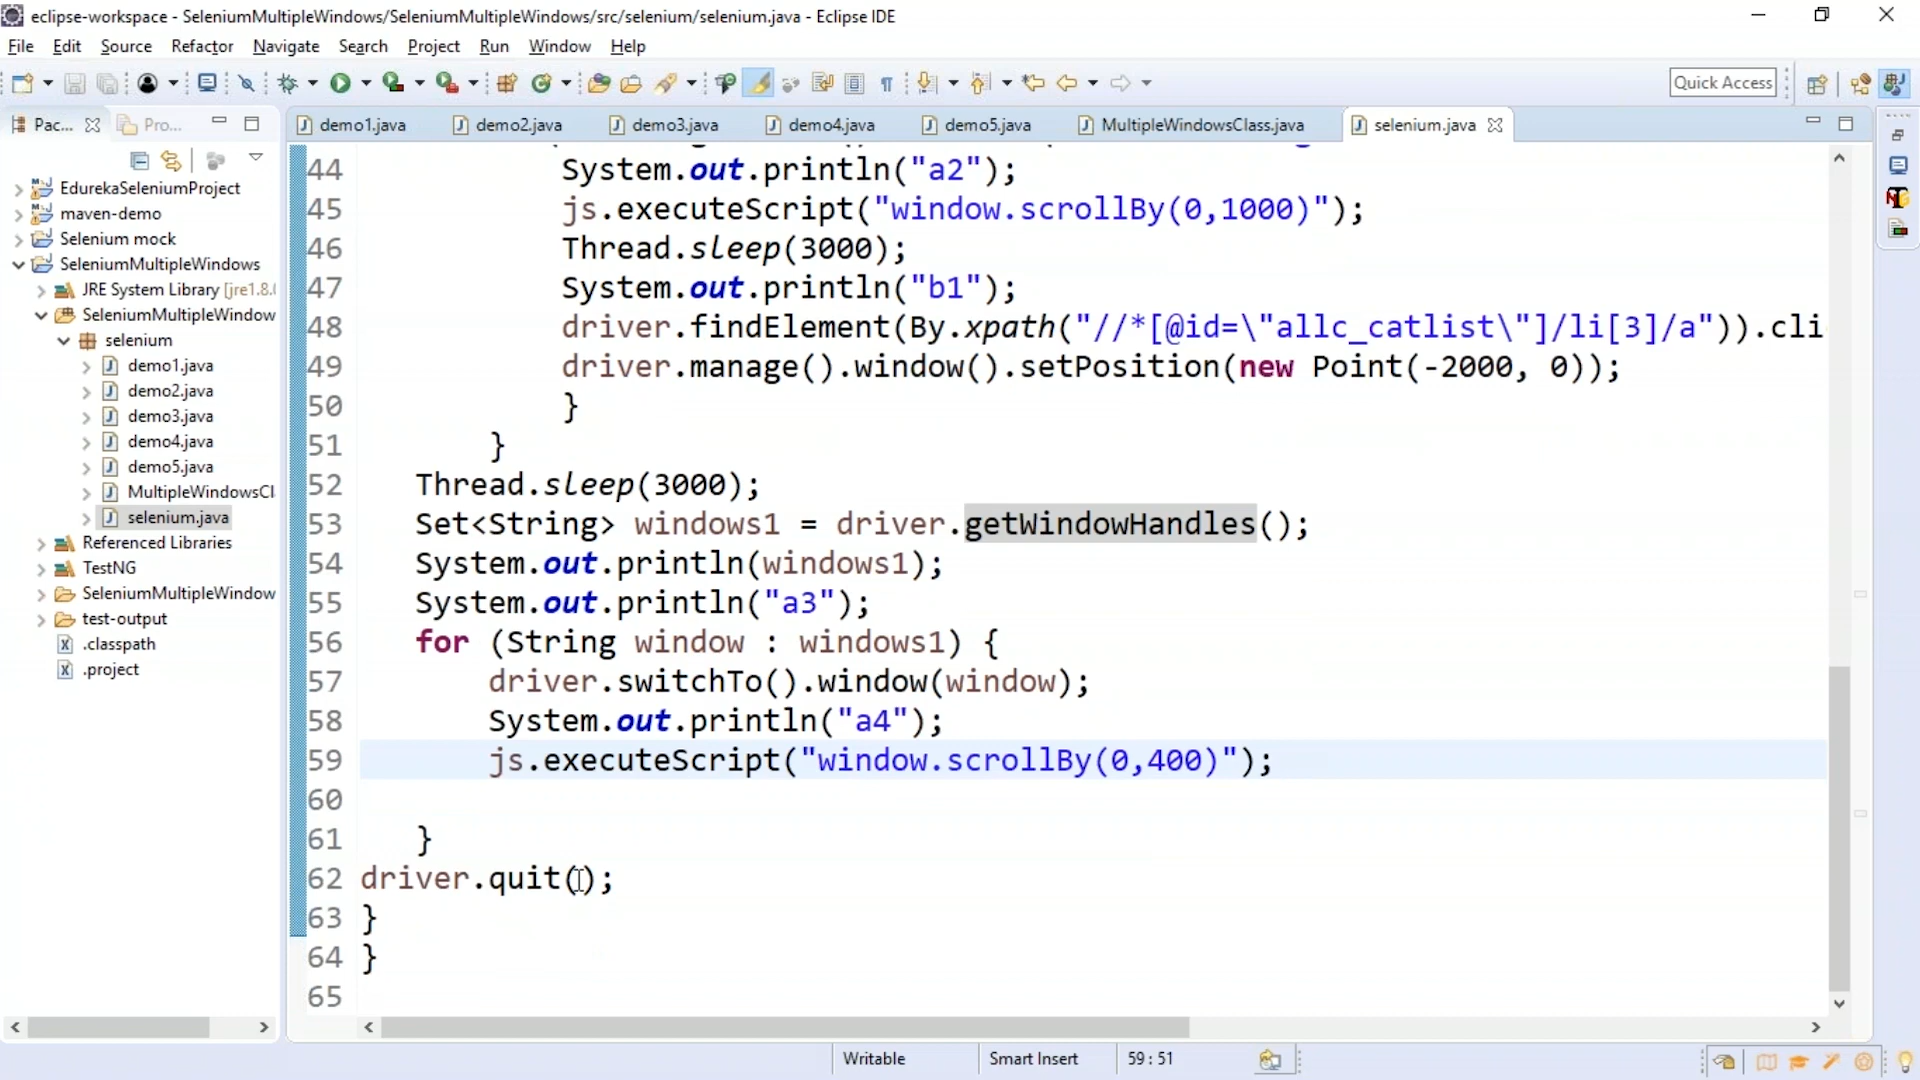 eclipse-workspace - SeleniumMultipleWindows/SeleniumMultipleWindows/src/selenium/selenium.java - Eclipse IDE
File Edit Source Refactor Navigate Search Project Run Window Help
Quick Access
Pac... Pro... demo1.java demo2.java demo3.java demo4.java demo5.java MultipleWindowsClass.java selenium.java
EdurekaSeleniumProject
maven-demo
Selenium mock
SeleniumMultipleWindows
JRE System Library [jre1.8.
SeleniumMultipleWindow
selenium
demo1.java
demo2.java
demo3.java
demo4.java
demo5.java
MultipleWindowsCl
selenium.java
Referenced Libraries
TestNG
SeleniumMultipleWindow
test-output
.classpath
.project
44 System.out.println("a2");
45 js.executeScript("window.scrollBy(0,1000)");
46 Thread.sleep(3000);
47 System.out.println("b1");
48 driver.findElement(By.xpath("//*[@id=\"allc_catlist\"]/li[3]/a")).cli
49 driver.manage().window().setPosition(new Point(-2000, 0));
50 }
51 }
52 Thread.sleep(3000);
53 Set<String> windows1 = driver.getWindowHandles();
54 System.out.println(windows1);
55 System.out.println("a3");
56 for (String window : windows1) {
57 driver.switchTo().window(window);
58 System.out.println("a4");
59 js.executeScript("window.scrollBy(0,400)");
60
61 }
62 driver.quit();
63 }
64 }
65
Writable Smart Insert 59 : 51